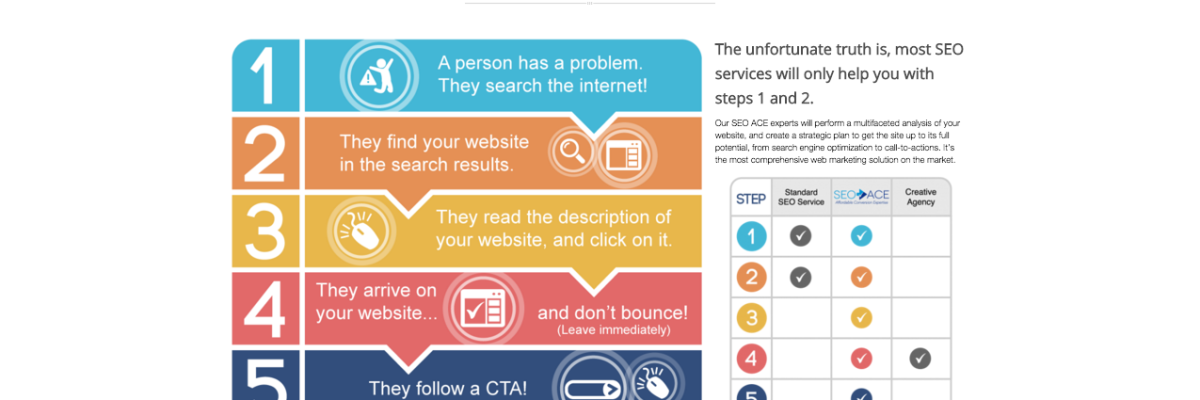 1
A person has a problem.
They search the internet!
2
They find your website
in the search results.
3
They read the description of
your website, and click on it.
4
They arrive on
your website...
and don't bounce!
(Leave immediately)
5
They follow a CTA!
The unfortunate truth is, most SEO
services will only help you with
steps 1 and 2.
Our SEO ACE experts will perform a multifaceted analysis of your
website, and create a strategic plan to get the site up to its full
potential, from search engine optimization to call-to-actions. It's
the most comprehensive web marketing solution on the market.
STEP
Standard
SEO Service
SEO ACE
Affordable Conversion Expertise
Creative
Agency
1
2
3
4
5